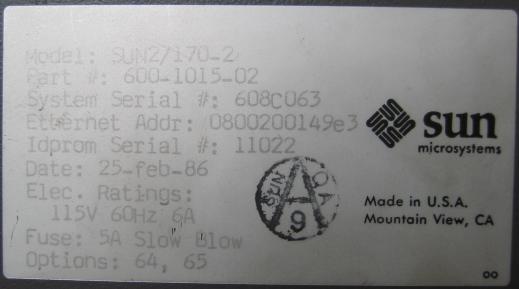 Model: SUN2/170-2
Part #: 600-1015-02
System Serial #: 608C063
Ethernet Addr: 0800200149e3
Idprom Serial #: 11022
Date: 25-feb-86
Elec. Ratings:
115V 60Hz 6A
Fuse: 5A Slow Blow
Options: 64, 65
SUN QA
A
9
sun
microsystems
Made in U.S.A.
Mountain View, CA
00